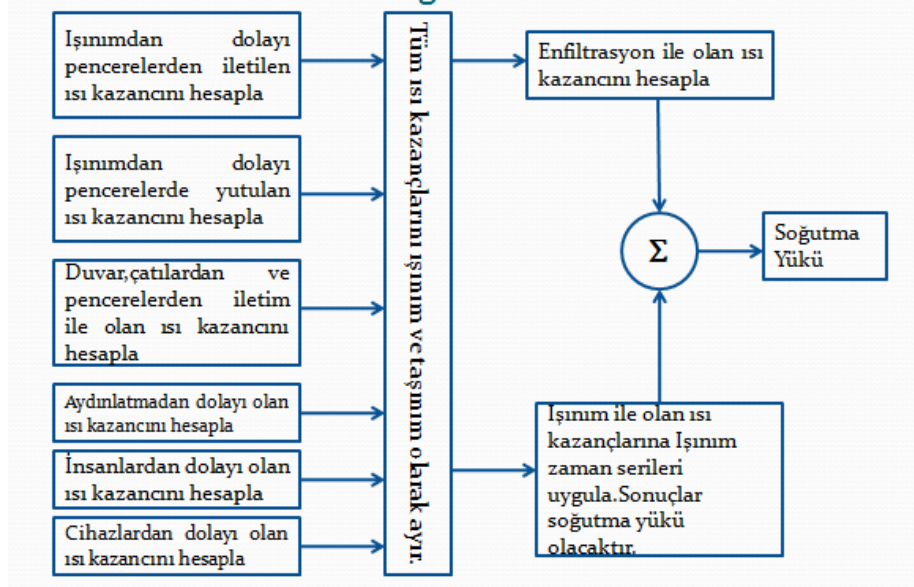 Işınımdan dolayı
pencerelerden iletilen
ısı kazancını hesapla
Işınımdan dolayı
pencerelerde yutulan
ısı kazancını hesapla
Duvar,çatılardan ve
pencerelerden iletim
ile olan ısı kazancını
hesapla
Aydınlatmadan dolayı olan
ısı kazancını hesapla
İnsanlardan dolayı olan
ısı kazancını hesapla
Cihazlardan dolayı olan
ısı kazancını hesapla
Tüm ısı kazançlarını ışınım ve taşınım olarak ayır.
Enfiltrasyon ile olan ısı
kazancını hesapla
Σ
Soğutma
Yükü
Işınım ile olan ısı
kazançlarına Işınım
zaman serileri
uygula.Sonuçlar
soğutma yükü
olacaktır.